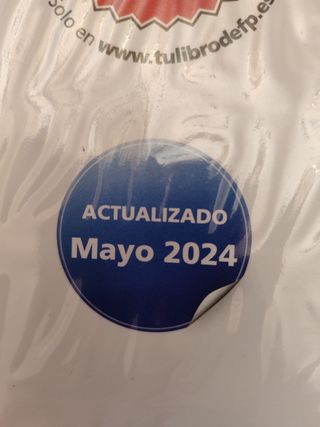 Solo en www.tulibrodefp.es
ACTUALIZADO
Mayo 2024